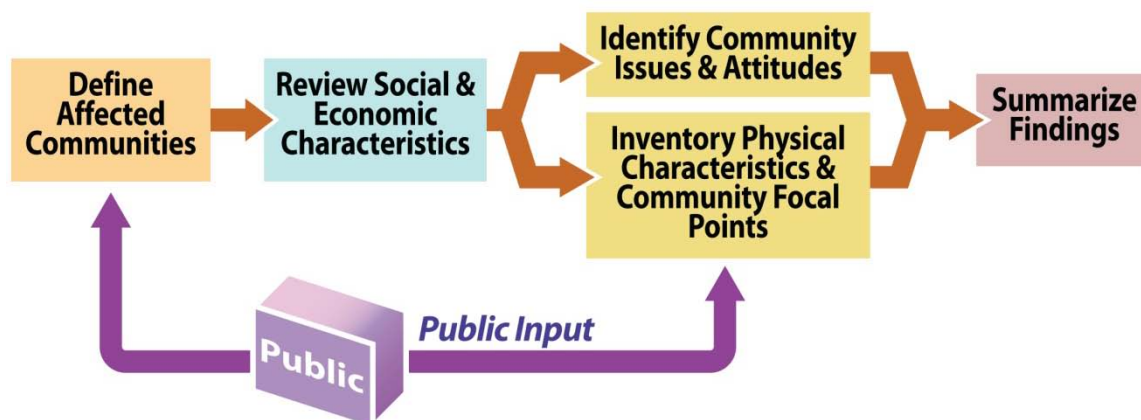 Define
Affected
Communities
Review Social &
Economic
Characteristics
Identify Community
Issues & Attitudes
Inventory Physical
Characteristics &
Community Focal
Points
Summarize
Findings
Public Input
Public